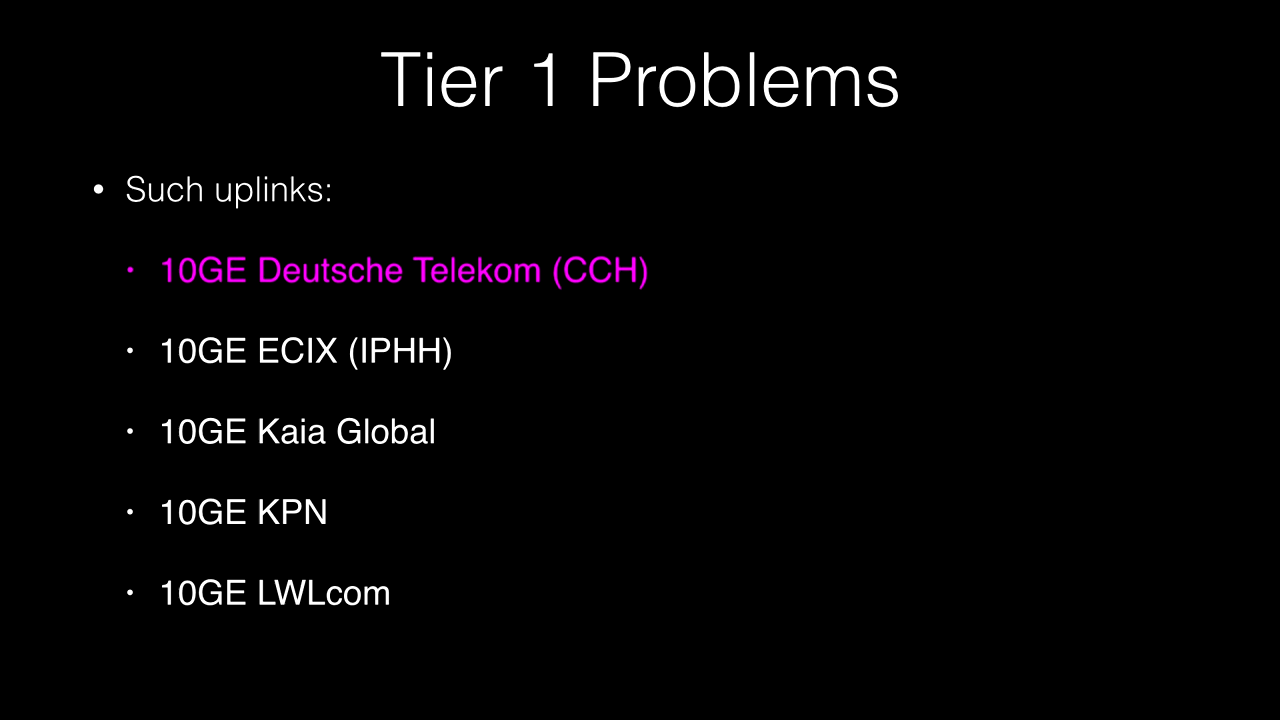 Tier 1 Problems
• Such uplinks:
• 10GE Deutsche Telekom (CCH)
• 10GE ECIX (IPHH)
• 10GE Kaia Global
• 10GE KPN
• 10GE LWLcom